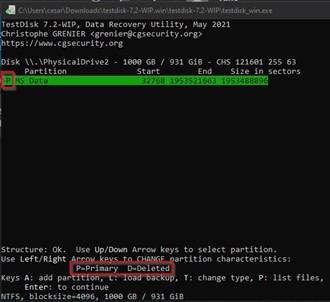 C:\Users\cesar\Downloads\testdisk-7.2-WIP.win\testdisk-7.2-WIP\testdisk_win.exe
TestDisk 7.2-WIP, Data Recovery Utility, May 2021
Christophe GRENIER <grenier@cgsecurity.org>
https://www.cgsecurity.org
Disk \\.\PhysicalDrive2 - 1000 GB / 931 GiB - CHS 121601 255 63
Partition Start End Size in sectors
>P MS Data 32768 1953521663 1953488896
Structure: Ok. Use Up/Down Arrow keys to select partition.
Use Left/Right Arrow keys to CHANGE partition characteristics:
P=Primary D=Deleted
Keys A: add partition, L: load backup, T: change type, P: list files,
Enter: to continue
NTFS, blocksize=4096, 1000 GB / 931 GiB